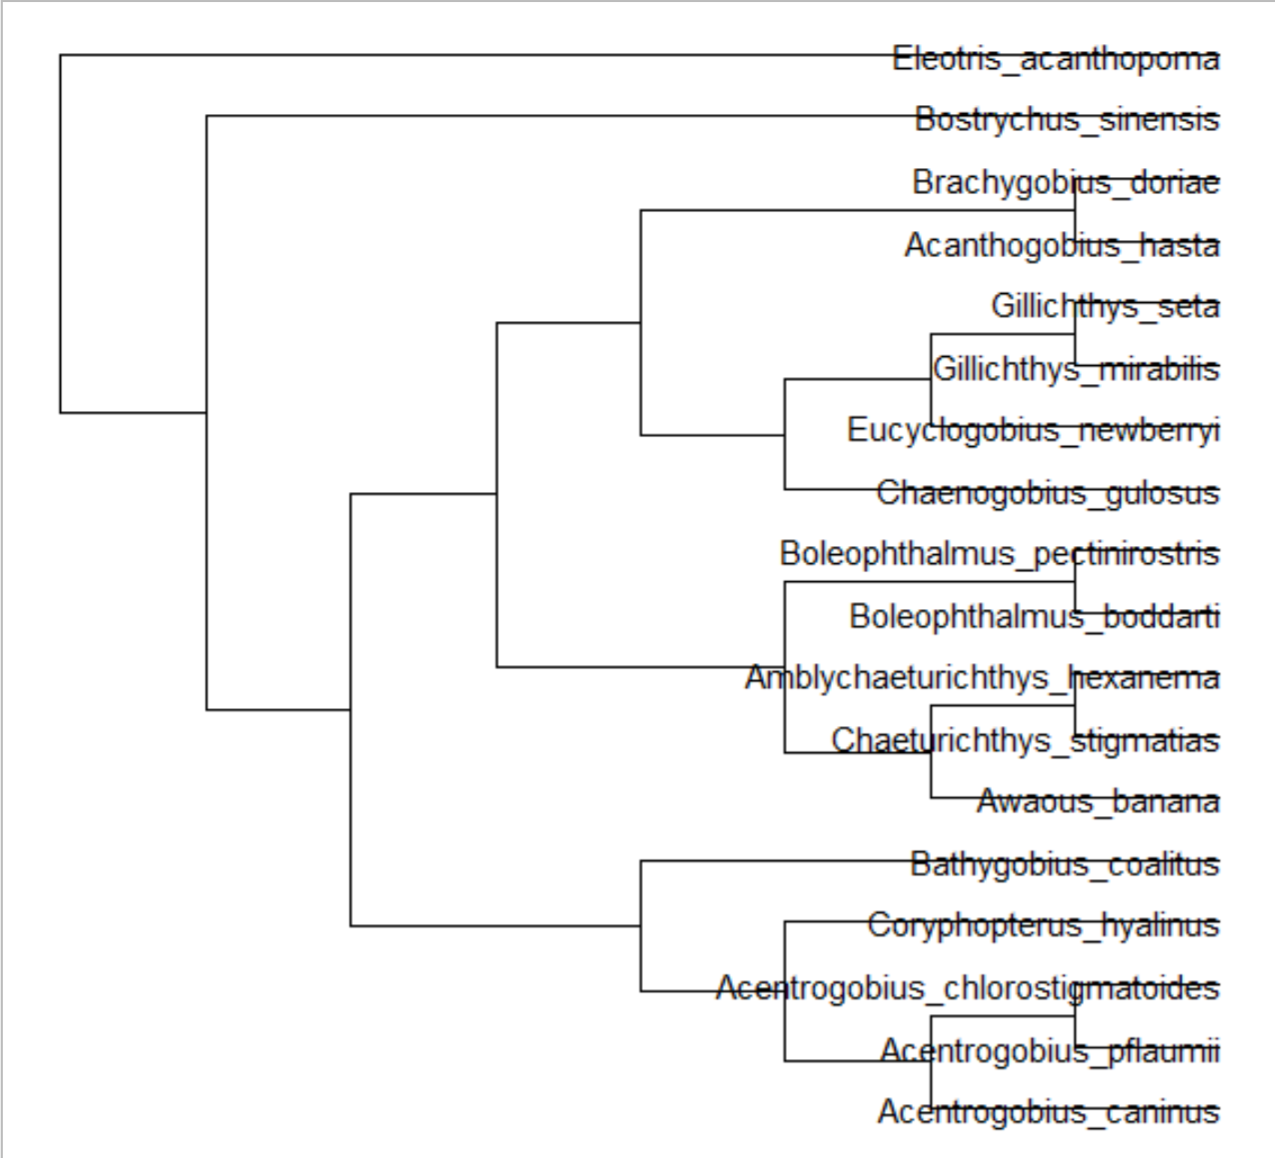 Eleotris_acanthopoma
Bostrychus_sinensis
Brachygobius_doriae
Acanthogobius_hasta
Gillichthys_seta
Gillichthys_mirabilis
Eucyclogobius_newberryi
Chaenogobius_gulosus
Boleophthalmus_pectinirostris
Boleophthalmus_boddarti
Amblychaeturichthys_hexanema
Chaeturichthys_stigmatias
Awaous_banana
Bathygobius_coalitus
Coryphopterus_hyalinus
Acentrogobius_chlorostigmatoides
Acentrogobius_pflaumii
Acentrogobius_caninus